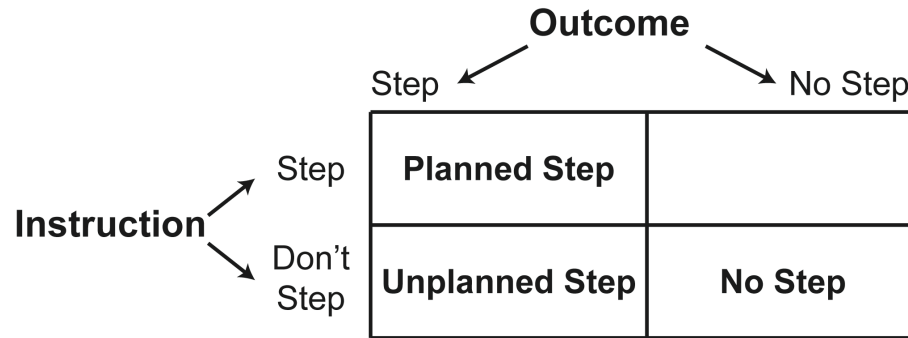 Outcome
Step No Step
Step Planned Step
Instruction
Don't
Step
Unplanned Step No Step